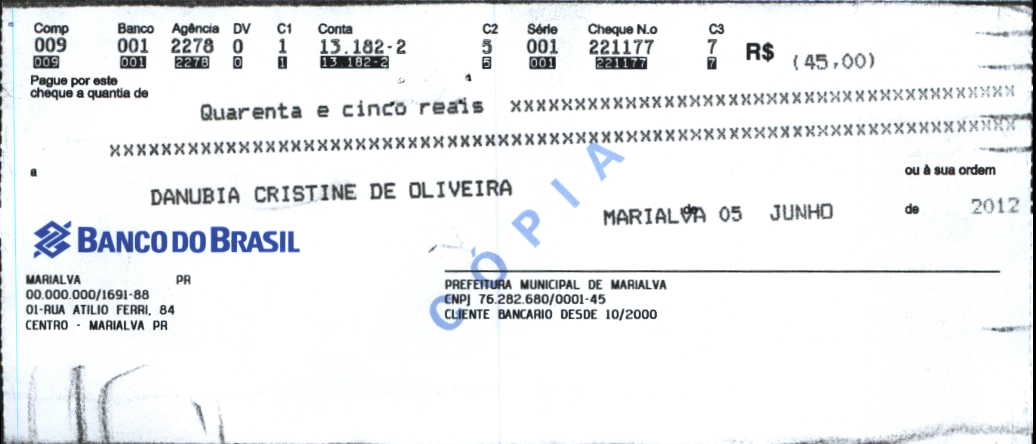 Comp Banco Agência DV C1 Conta C2 Série Cheque N.o C3
009 001 2278 0 1 13.182-2 5 001 221177 7 R$ (45,00)
009 001 2278 0 1 13.182-2 5 001 221177 7
Pague por este
cheque a quantia de
Quarenta e cinco reais XXXXXXXXXXXXXXXXXXXXXXXXXXXXXXXXXXXXXXX
XXXXXXXXXXXXXXXXXXXXXXXXXXXXXXXXXXXXXXXXXXXXXXXXXXXXXXXXXXXXXXXXXXXXXX
a ou à sua ordem
DANUBIA CRISTINE DE OLIVEIRA
MARIALVA de 05 JUNHO de 2012
BANCO DO BRASIL
CÓPIA
MARIALVA PR
00.000.000/1691-88
01-RUA ATILIO FERRI, 84
CENTRO - MARIALVA PR
PREFEITURA MUNICIPAL DE MARIALVA
CNPJ 76.282.680/0001-45
CLIENTE BANCARIO DESDE 10/2000